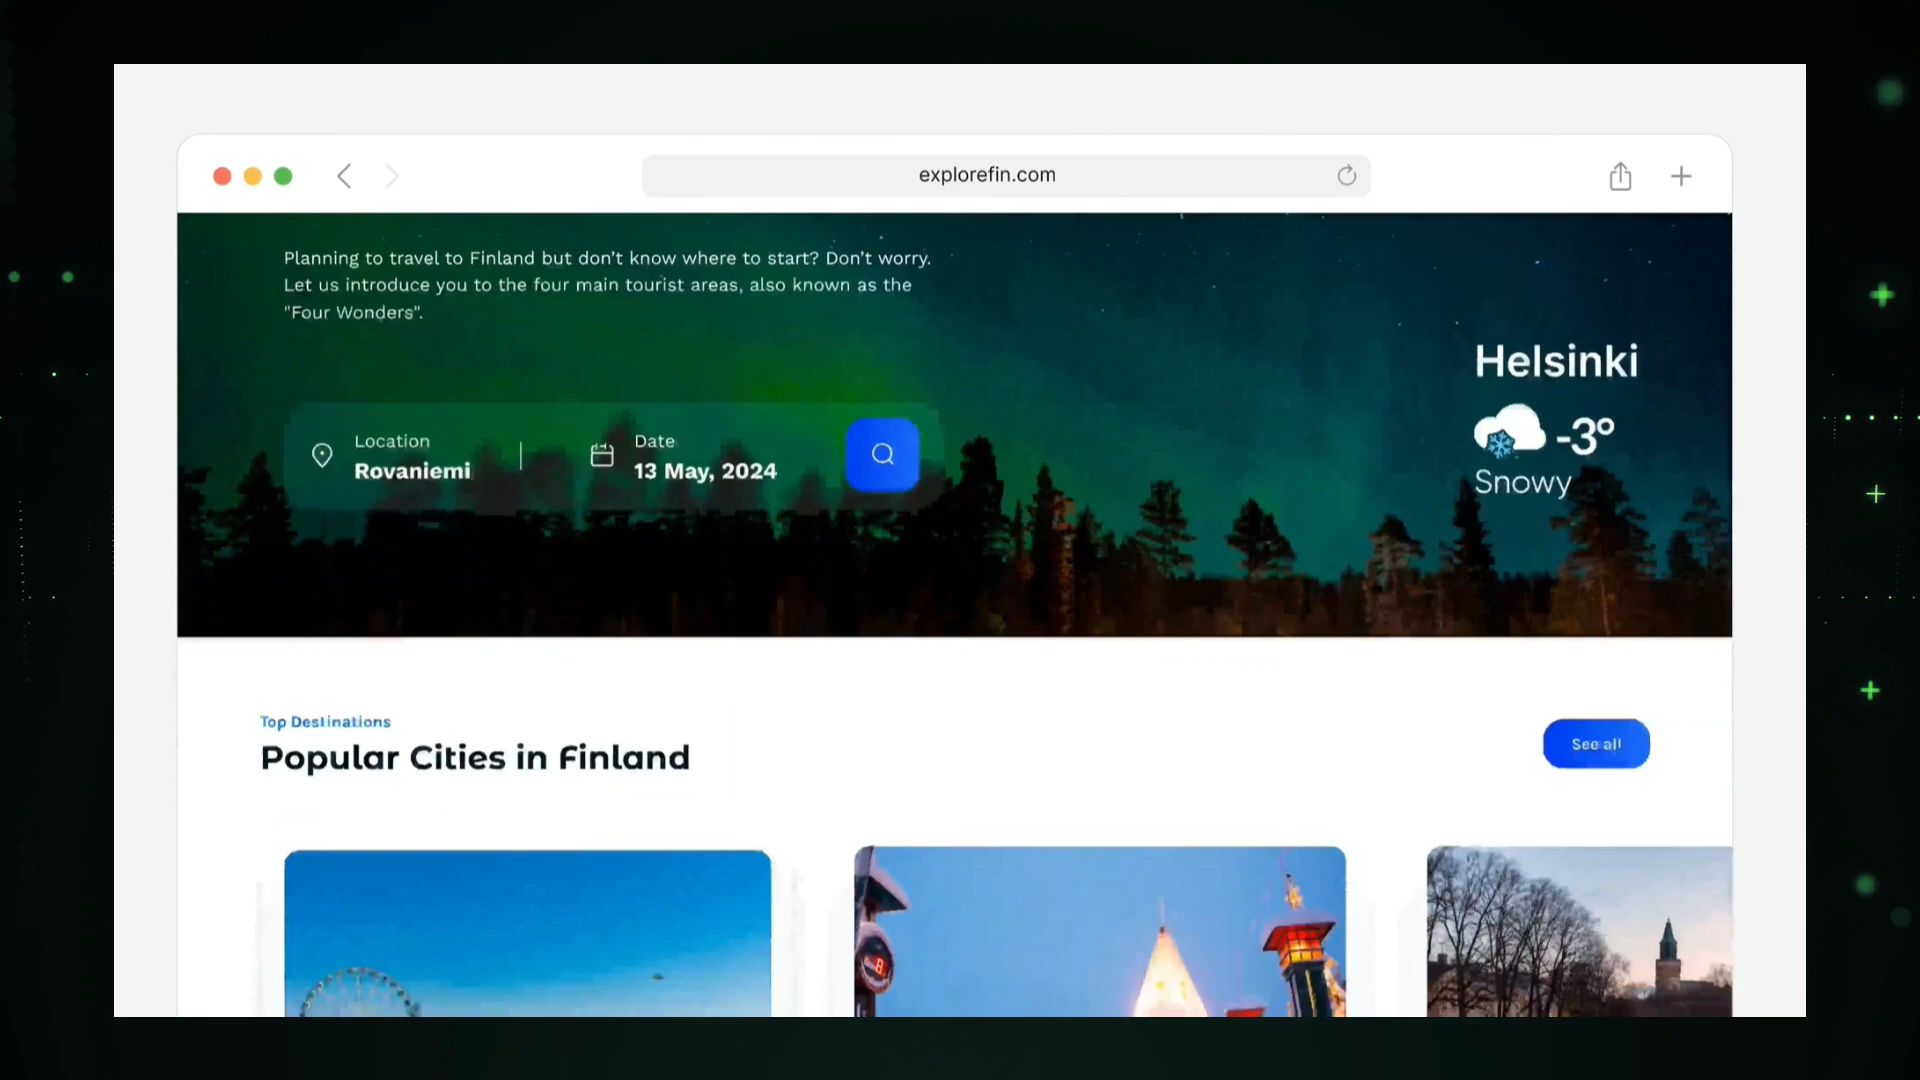 explorefin.com
Planning to travel to Finland but don’t know where to start? Don’t worry.
Let us introduce you to the four main tourist areas, also known as the
"Four Wonders".
Helsinki
-3°
Snowy
Location
Rovaniemi
Date
13 May, 2024
Top Destinations
Popular Cities in Finland
See all